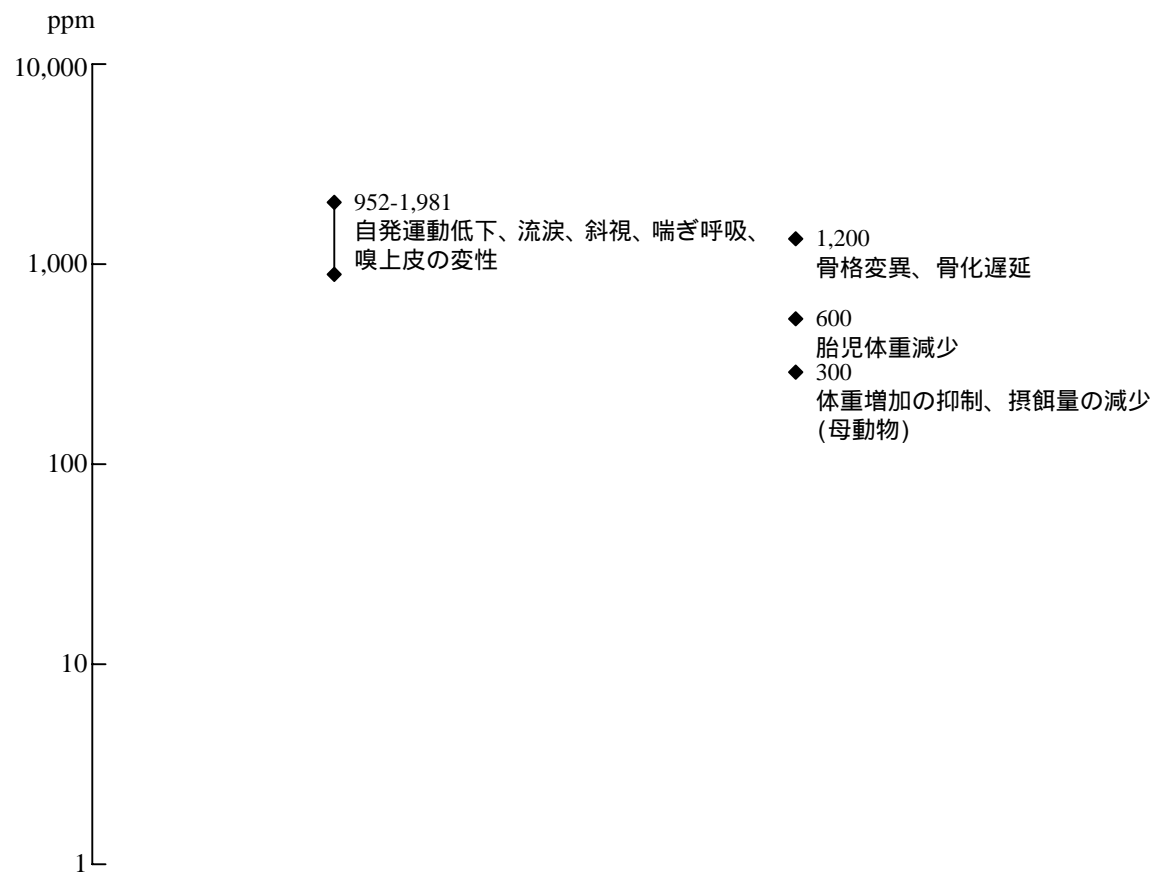 ppm
10,000
952-1,981
自発運動低下、流涙、斜視、喘ぎ呼吸、
嗅上皮の変性
1,200
骨格変異、骨化遅延
1,000
600
胎児体重減少
300
体重増加の抑制、摂餌量の減少
(母動物)
100
10
1